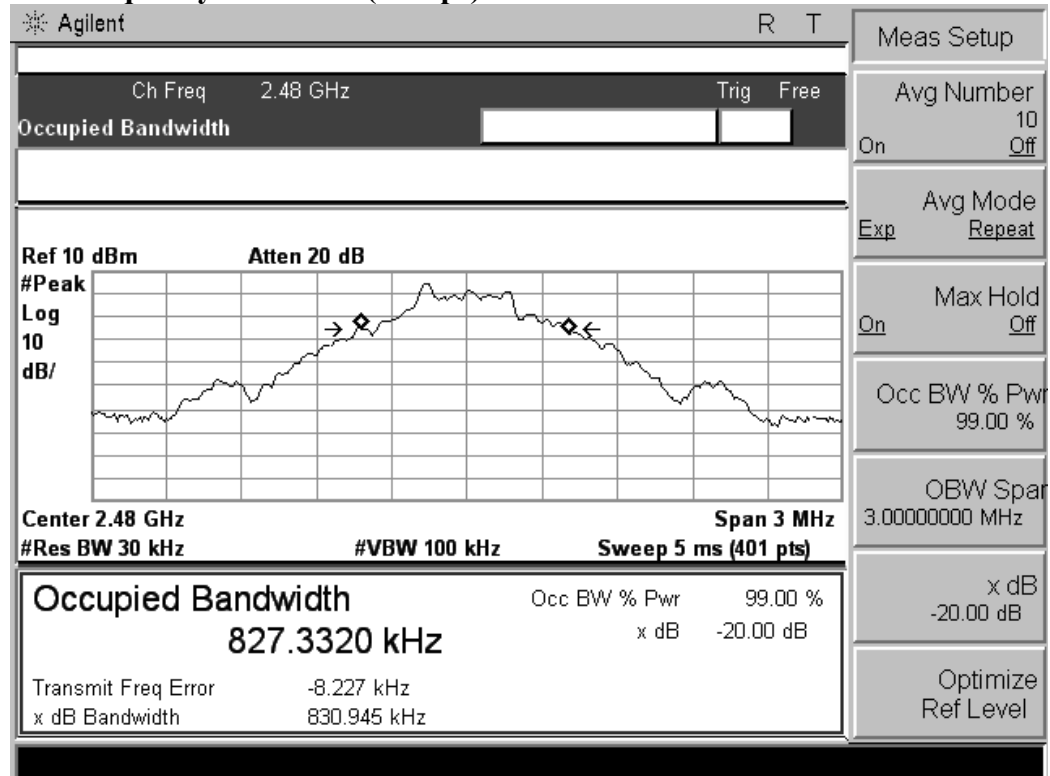 Agilent R T
Ch Freq 2.48 GHz Trig Free
Occupied Bandwidth
Ref 10 dBm Atten 20 dB
#Peak
Log
10
dB/
Center 2.48 GHz Span 3 MHz
#Res BW 30 kHz #VBW 100 kHz Sweep 5 ms (401 pts)
Occupied Bandwidth Occ BW % Pwr 99.00 %
827.3320 kHz x dB -20.00 dB
Transmit Freq Error -8.227 kHz
x dB Bandwidth 830.945 kHz
Meas Setup
Avg Number
10
On Off
Avg Mode
Exp Repeat
Max Hold
On Off
Occ BW % Pwr
99.00 %
OBW Span
3.00000000 MHz
x dB
-20.00 dB
Optimize
Ref Level